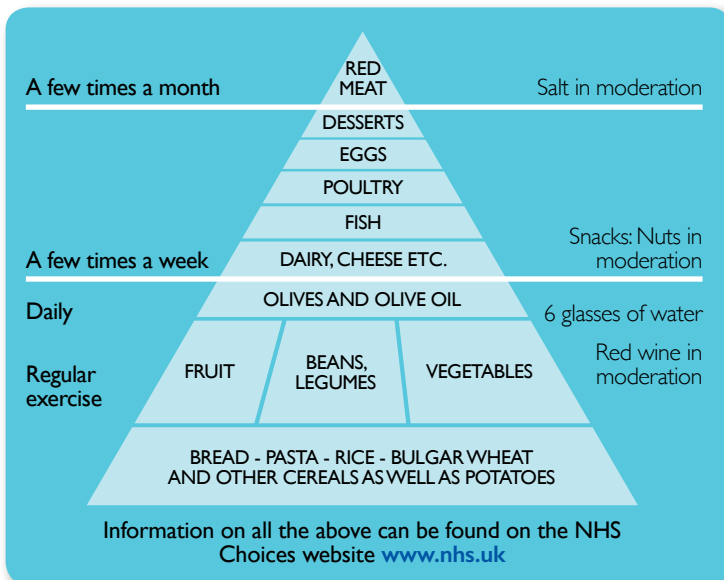 RED
MEAT
A few times a month
Salt in moderation
DESSERTS
EGGS
POULTRY
FISH
Snacks: Nuts in
moderation
A few times a week
DAIRY, CHEESE ETC.
OLIVES AND OLIVE OIL
Daily
6 glasses of water
Red wine in
moderation
Regular
exercise
FRUIT
BEANS,
LEGUMES
VEGETABLES
BREAD - PASTA - RICE - BULGAR WHEAT
AND OTHER CEREALS AS WELL AS POTATOES
Information on all the above can be found on the NHS
Choices website www.nhs.uk